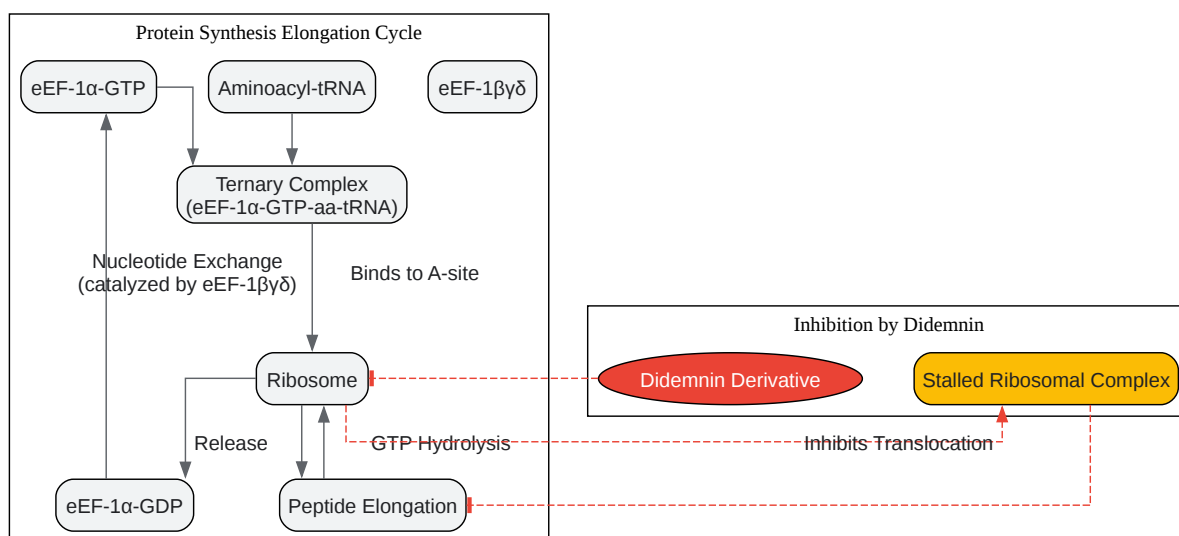 Protein Synthesis Elongation Cycle
eEF-1α-GTP
Aminoacyl-tRNA
eEF-1βγδ
Ternary Complex
(eEF-1α-GTP-aa-tRNA)
Nucleotide Exchange
(catalyzed by eEF-1βγδ)
Binds to A-site
Inhibition by Didemnin
Ribosome
Didemnin Derivative
Stalled Ribosomal Complex
Release
GTP Hydrolysis
Inhibits Translocation
eEF-1α-GDP
Peptide Elongation